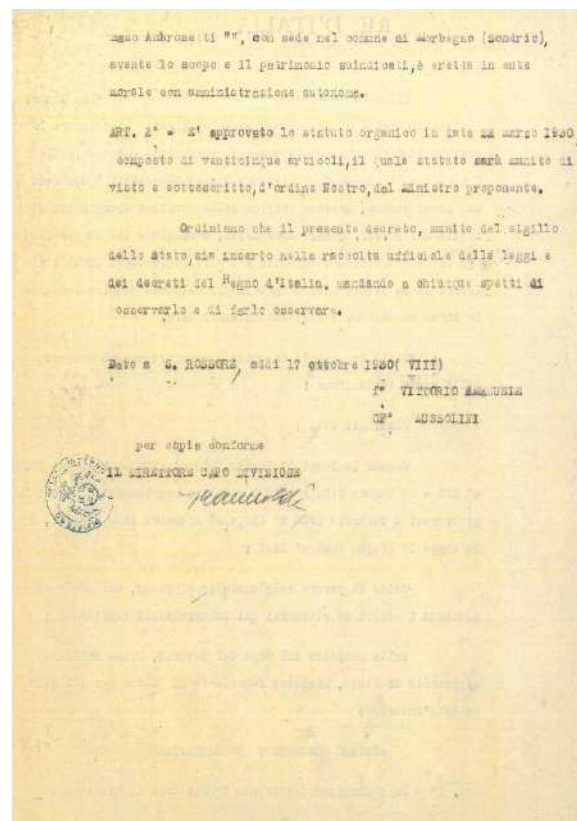 Ambrosetti "", con sede nel comune di Morbegno (Sondrio),
avente lo scopo e il patrimonio suindicati,è eretta in ente
morale con amministrazione autonoma.
ART. 2° = E' approvato lo statuto organico in data 22 marzo 1930,
composto di venticinque articoli,il quale statuto sarà munito di
visto e sottoscritto,d'ordine Nostro,dal Ministro proponente.
Ordiniamo che il presente decreto, munito del sigillo
dello Stato,sia inserto nella raccolta ufficiale delle leggi e
dei decreti del Regno d'Italia, mandando a chiunque spetti di
osservarlo e di farlo osservare.
Dato a S. ROSSORE, addì 17 ottobre 1930( VIII)
F° VITTORIO EMANUELE
CF° MUSSOLINI
per copia conforme
IL DIRETTORE CAPO DIVISIONE